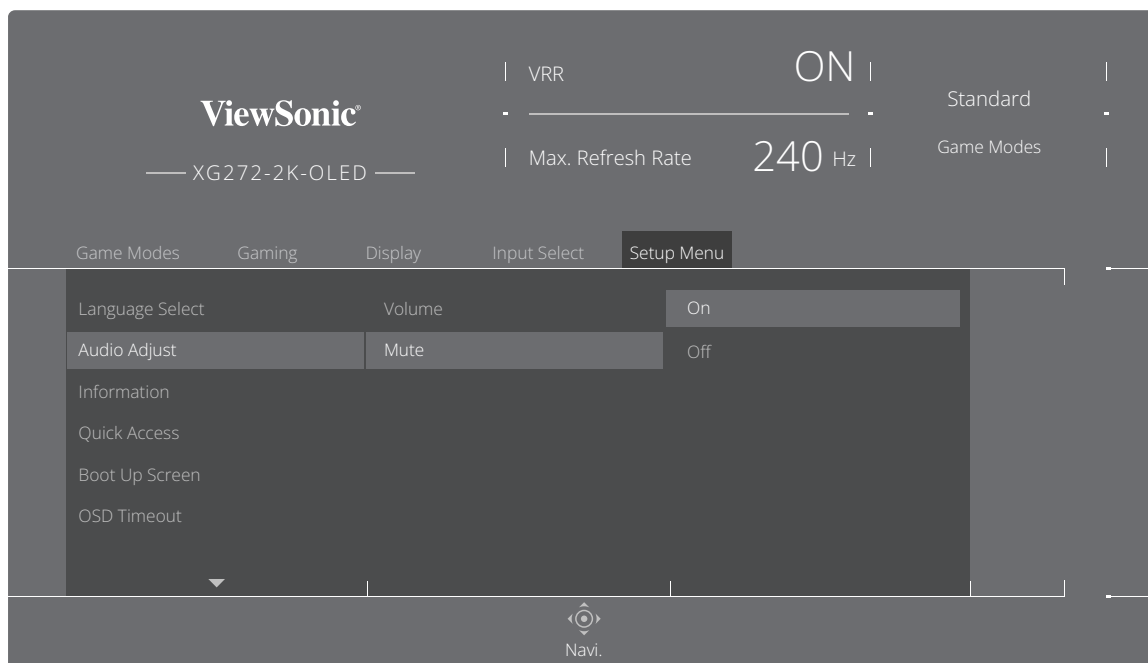 ViewSonic®
XG272-2K-OLED
VRR ON
Max. Refresh Rate 240 Hz
Standard
Game Modes
Game Modes Gaming Display Input Select Setup Menu
Language Select Volume On
Audio Adjust Mute Off
Information
Quick Access
Boot Up Screen
OSD Timeout
Navi.